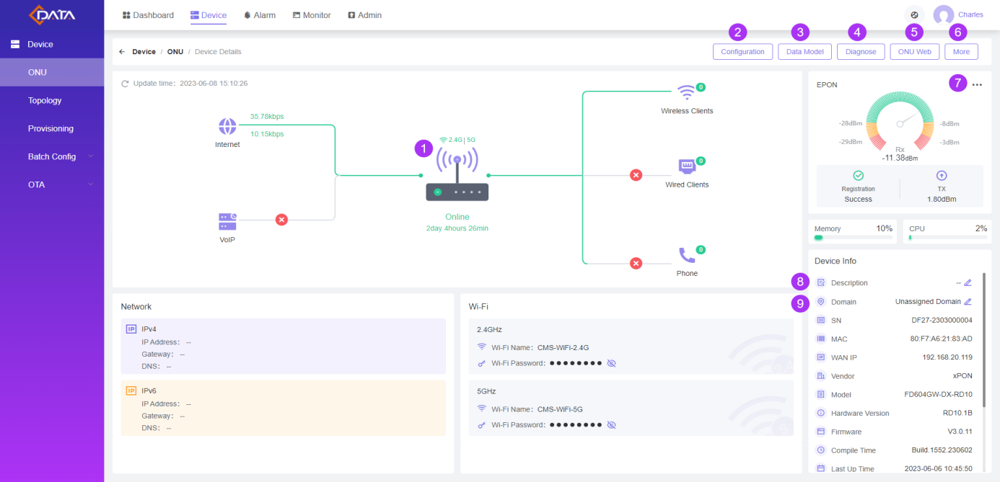 DATA
Dashboard Device Alarm Monitor Admin
Charles
Device
ONU
Topology
Provisioning
Batch Config
OTA
Device / ONU / Device Details
2 3 4 5 6
Configuration Data Model Diagnose ONU Web More
Update time: 2023-06-08 15:10:26
35.78kbps
10.15kbps
Internet
VoIP
1
2.4G| 5G
Online
2day 4hours 26min
0
Wireless Clients
0
Wired Clients
0
Phone
EPON
7
-28dBm -8dBm
-29dBm -3dBm
Rx
-11.38dBm
Registration TX
Success 1.80dBm
Memory 10% CPU 2%
Device Info
8 Description --
9 Domain Unassigned Domain
SN DF27-2303000004
MAC 80:F7:A6:21:83:AD
WAN IP 192.168.20.119
Vendor xPON
Model FD604GW-DX-RD10
Hardware Version RD10.1B
Firmware V3.0.11
Compile Time Build.1552.230602
Last Up Time 2023-06-06 10:45:50
Network
IP IPv4
IP Address: --
Gateway: --
DNS: --
IP IPv6
IP Address: --
Gateway: --
DNS: --
Wi-Fi
2.4GHz
Wi-Fi Name: CMS-WiFi-2.4G
Wi-Fi Password: ●●●●●●●●
5GHz
Wi-Fi Name: CMS-WiFi-5G
Wi-Fi Password: ●●●●●●●●